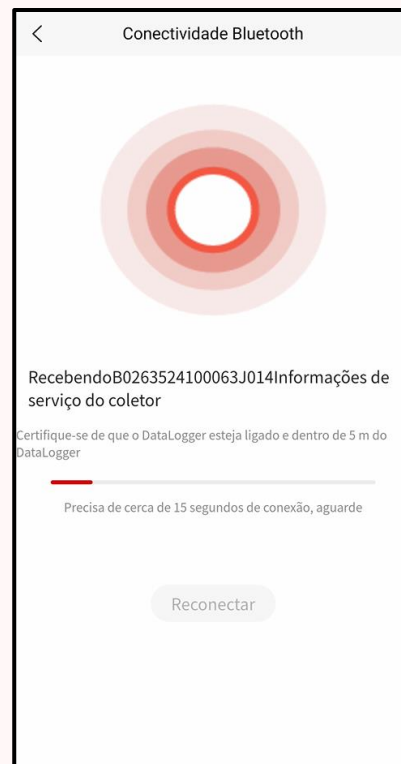 Conectividade Bluetooth
RecebendoB0263524100063J014Informações de
serviço do coletor
Certifique-se de que o DataLogger esteja ligado e dentro de 5 m do
DataLogger
Precisa de cerca de 15 segundos de conexão, aguarde
Reconectar